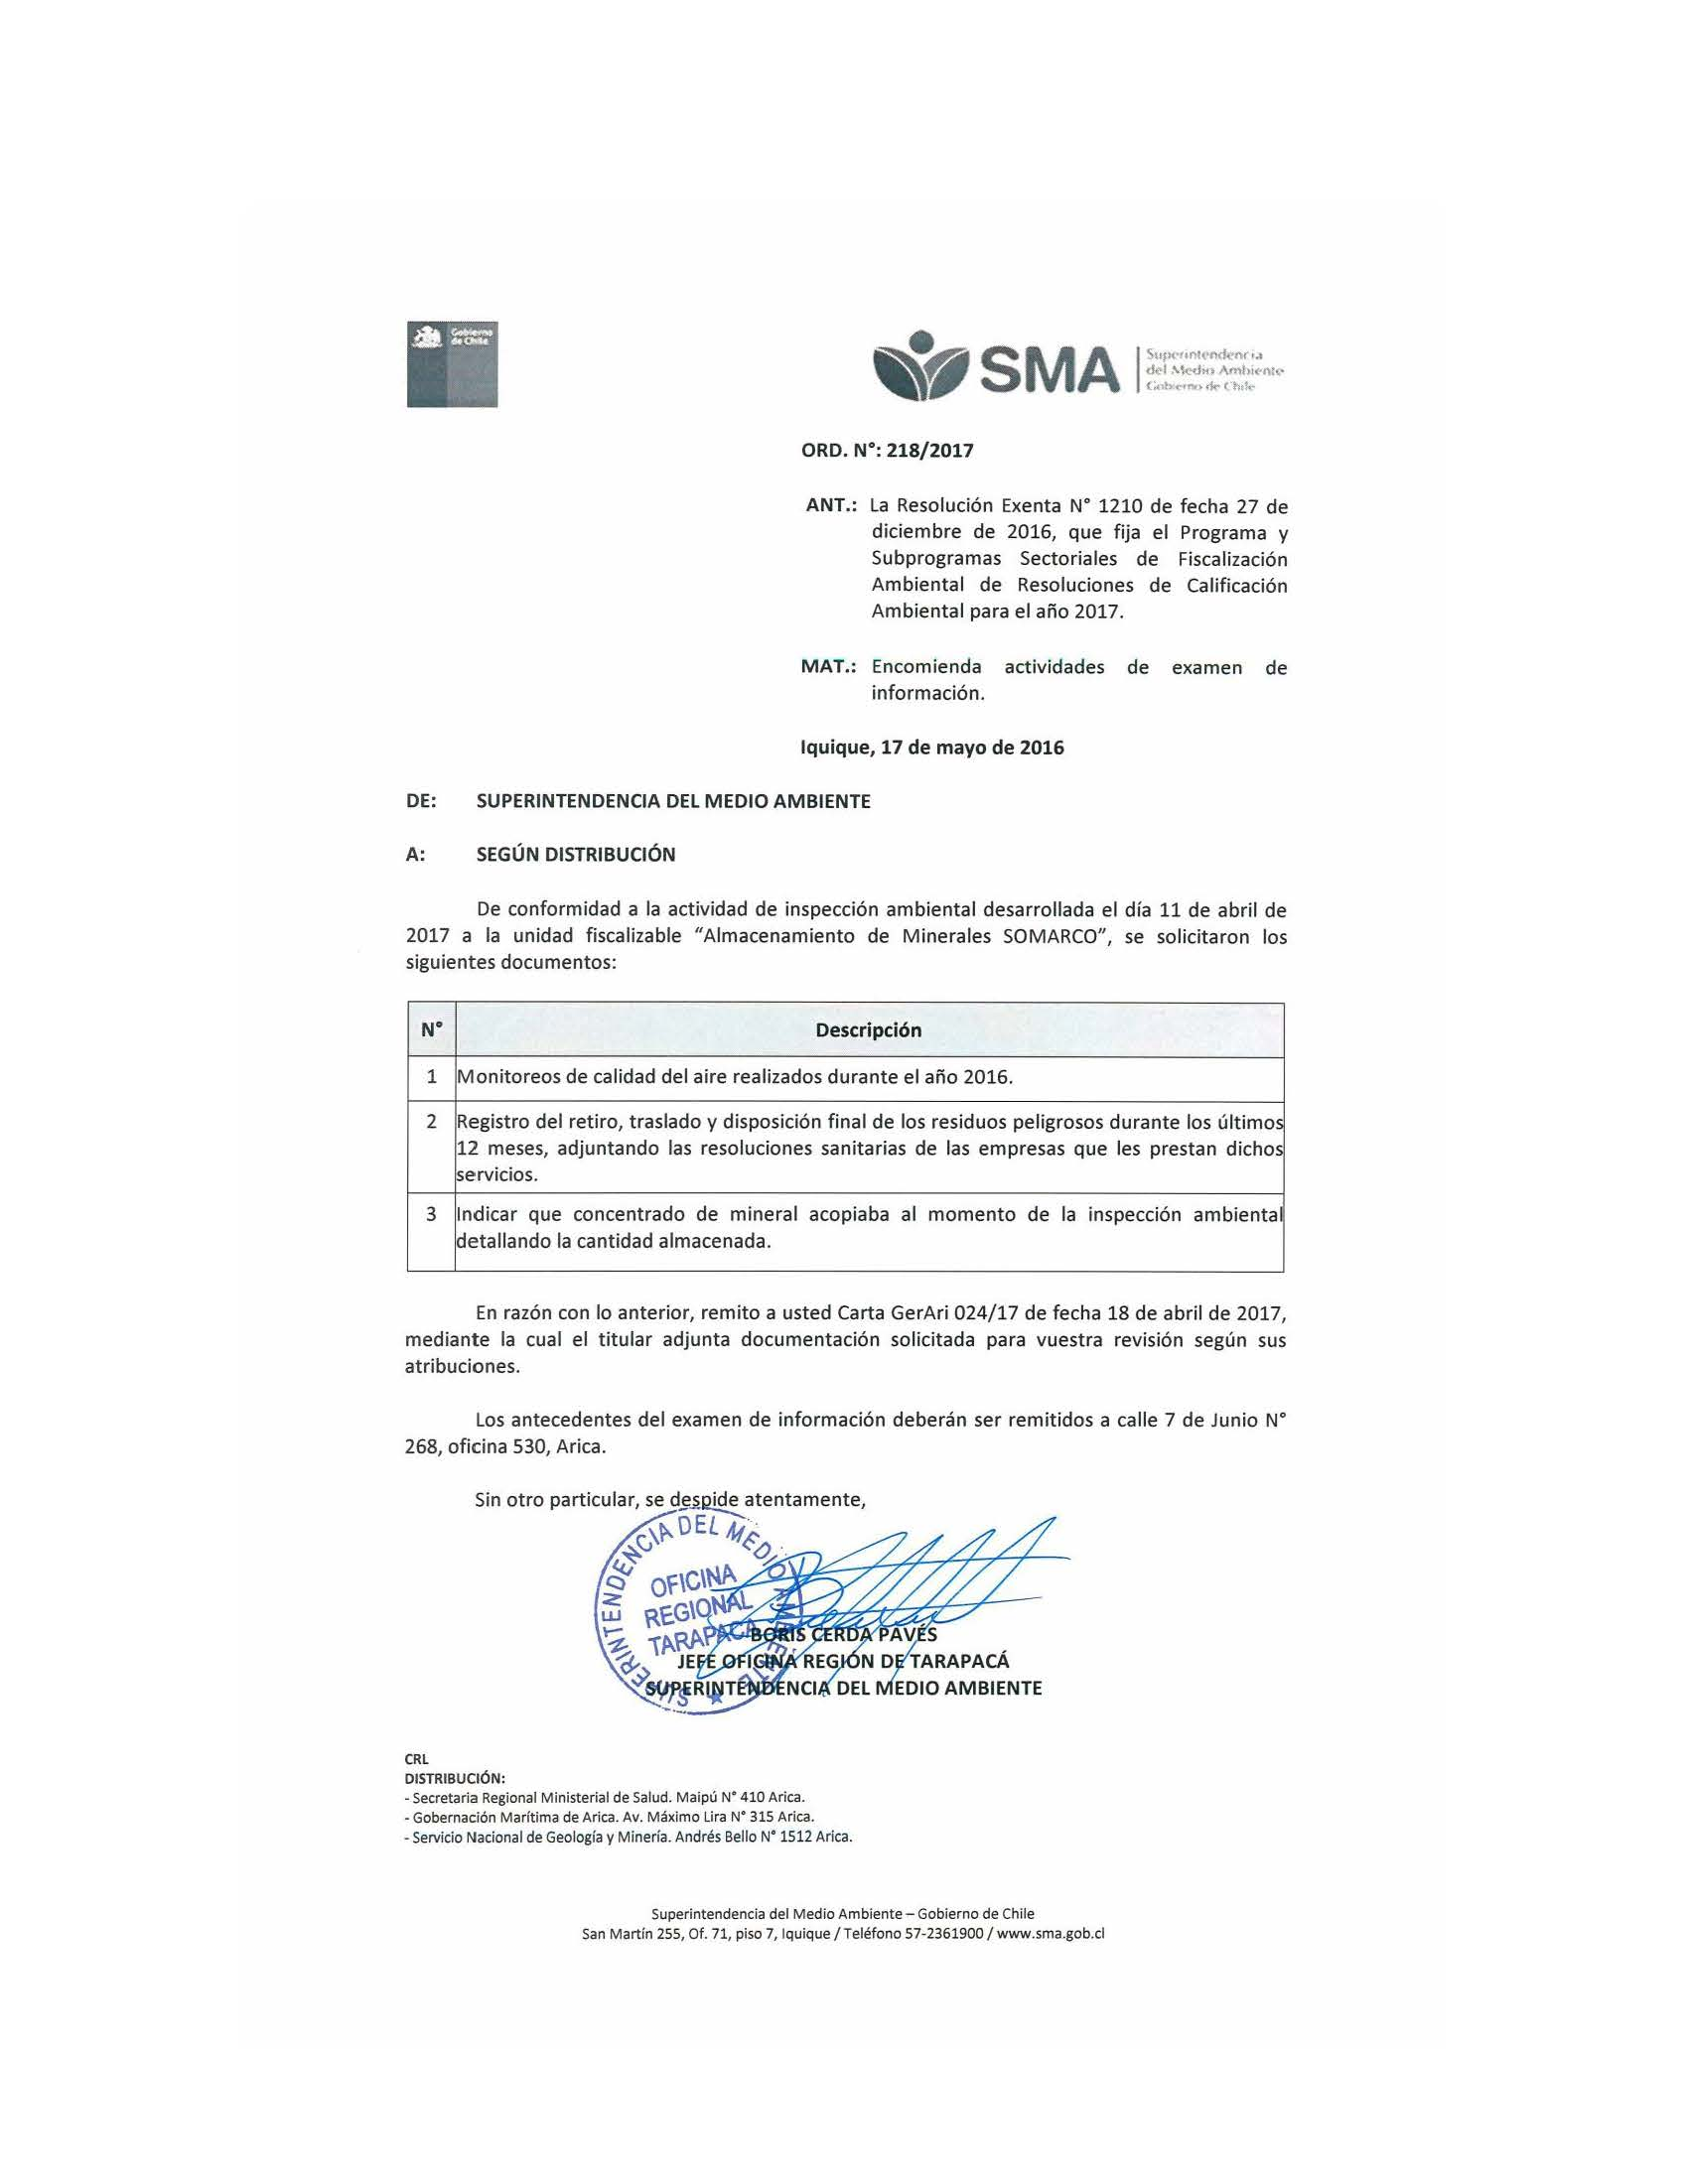 Gobierno
de Chile
SMA
Superintendencia
del Medio Ambiente
Gobierno de Chile
ORD. N°: 218/2017
ANT.: La Resolución Exenta N° 1210 de fecha 27 de
diciembre de 2016, que fija el Programa y
Subprogramas Sectoriales de Fiscalización
Ambiental de Resoluciones de Calificación
Ambiental para el año 2017.
MAT.: Encomienda actividades de examen de
información.
Iquique, 17 de mayo de 2016
DE: SUPERINTENDENCIA DEL MEDIO AMBIENTE
A: SEGÚN DISTRIBUCIÓN
De conformidad a la actividad de inspección ambiental desarrollada el día 11 de abril de
2017 a la unidad fiscalizable “Almacenamiento de Minerales SOMARCO”, se solicitaron los
siguientes documentos:
N° Descripción
1 Monitoreos de calidad del aire realizados durante el año 2016.
2 Registro del retiro, traslado y disposición final de los residuos peligrosos durante los últimos
12 meses, adjuntando las resoluciones sanitarias de las empresas que les prestan dichos
servicios.
3 Indicar que concentrado de mineral acopiaba al momento de la inspección ambiental
detallando la cantidad almacenada.
En razón con lo anterior, remito a usted Carta GerAri 024/17 de fecha 18 de abril de 2017,
mediante la cual el titular adjunta documentación solicitada para vuestra revisión según sus
atribuciones.
Los antecedentes del examen de información deberán ser remitidos a calle 7 de Junio N°
268, oficina 530, Arica.
Sin otro particular, se despide atentamente,
SUPERINTENDENCIA DEL MEDIO AMBIENTE
OFICINA
REGIONAL
TARAPACA
BORIS CERDA PAVÉS
JEFE OFICINA REGIÓN DE TARAPACÁ
SUPERINTENDENCIA DEL MEDIO AMBIENTE
CRL
DISTRIBUCIÓN:
- Secretaria Regional Ministerial de Salud. Maipú N° 410 Arica.
- Gobernación Marítima de Arica. Av. Máximo Lira N° 315 Arica.
- Servicio Nacional de Geología y Minería. Andrés Bello N° 1512 Arica.
Superintendencia del Medio Ambiente – Gobierno de Chile
San Martín 255, Of. 71, piso 7, Iquique / Teléfono 57-2361900 / www.sma.gob.cl